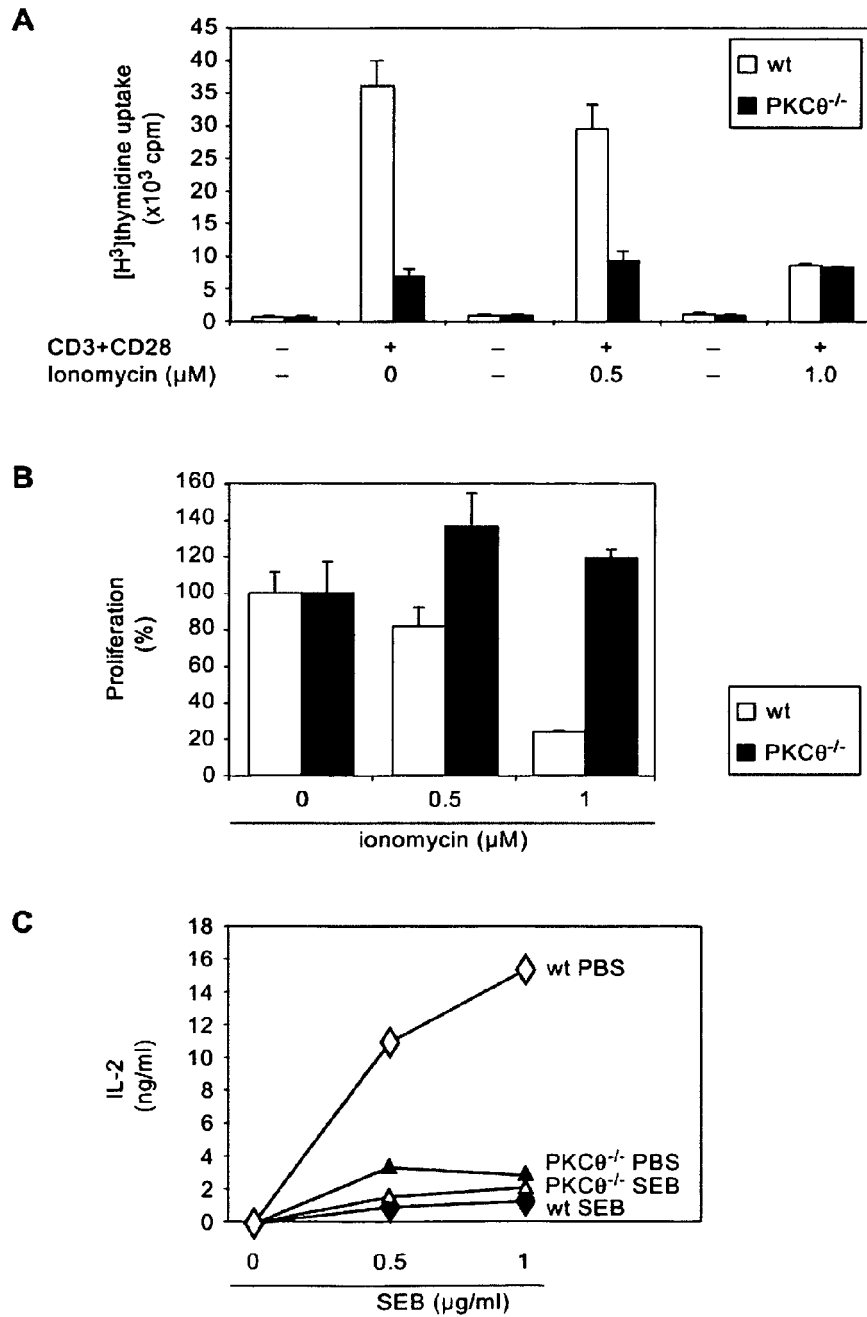 A
[H³]thymidine uptake
(x10³ cpm)
45
40
35
30
25
20
15
10
5
0
wt
PKCθ-/-
CD3+CD28 – + – + – +
Ionomycin (µM) – 0 – 0.5 – 1.0
B
Proliferation
(%)
160
140
120
100
80
60
40
20
0
0 0.5 1
ionomycin (µM)
wt
PKCθ-/-
C
IL-2
(ng/ml)
18
16
14
12
10
8
6
4
2
0
wt PBS
PKCθ-/- PBS
PKCθ-/- SEB
wt SEB
0 0.5 1
SEB (µg/ml)